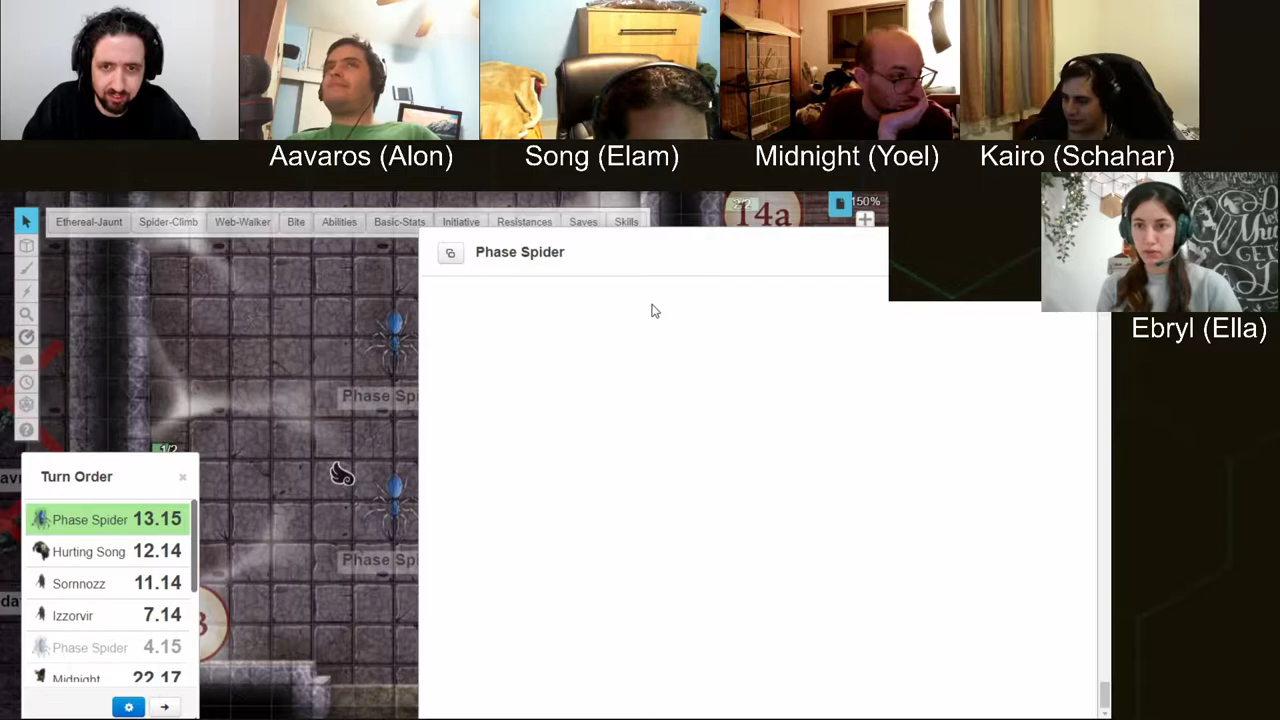 Aavaros (Alon)
Song (Elam)
Midnight (Yoel)
Kairo (Schahar)
Ebryl (Ella)
Ethereal-Jaunt
Spider-Climb
Web-Walker
Bite
Abilities
Basic-Stats
Initiative
Resistances
Saves
Skills
14a
150%
Phase Spider
Phase Spi
Phase Spi
1/2
Turn Order
Phase Spider 13.15
Hurting Song 12.14
Sornnozz 11.14
Izzorvir 7.14
Phase Spider 4.15
Midnight 22.17